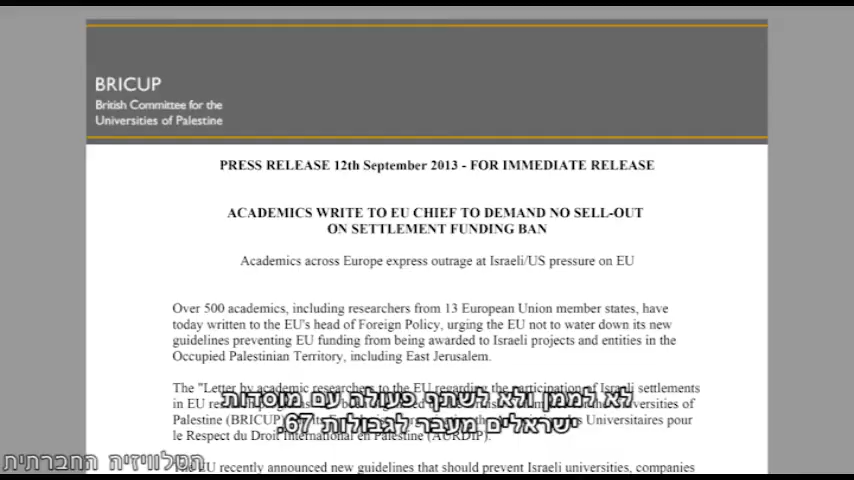 BRICUP
British Committee for the
Universities of Palestine
PRESS RELEASE 12th September 2013 - FOR IMMEDIATE RELEASE
ACADEMICS WRITE TO EU CHIEF TO DEMAND NO SELL-OUT
ON SETTLEMENT FUNDING BAN
Academics across Europe express outrage at Israeli/US pressure on EU
Over 500 academics, including researchers from 13 European Union member states, have
today written to the EU's head of Foreign Policy, urging the EU not to water down its new
guidelines preventing EU funding from being awarded to Israeli projects and entities in the
Occupied Palestinian Territory, including East Jerusalem.
The "Letter by academic researchers to the EU regarding the participation of Israeli settlements
in EU of
Palestine (BRICUP) Universitaires pour
le Respect du Droit International en Palestine (AURDIP).
לא לממן ולא לשתף פעולה עם מוסדות
ישראלים מעבר לגבולות 67.
EU recently announced new guidelines that should prevent Israeli universities, companies
הטלוויזיה החברתית